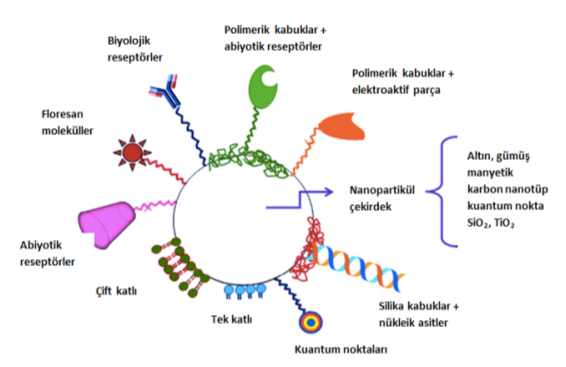 Polimerik kabuklar +
abiyotik reseptörler
Biyolojik
reseptörler
Polimerik kabuklar +
elektroaktif parça
Floresan
moleküller
Altın, gümüş
manyetik
karbon nanotüp
kuantum nokta
SiO₂, TiO₂
Nanopartikül
çekirdek
Abiyotik
reseptörler
Çift katlı
Tek katlı
Silika kabuklar +
nükleik asitler
Kuantum noktaları